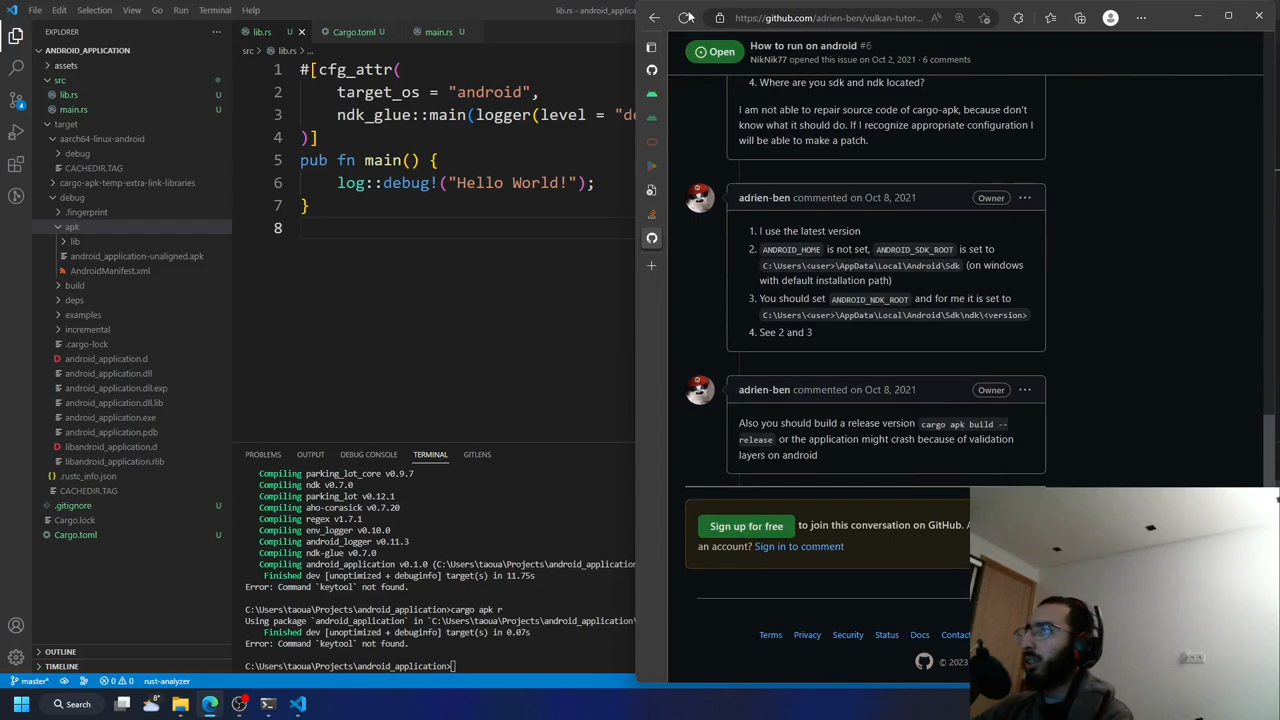 File Edit Selection View Go Run Terminal Help
lib.rs - android_application
EXPLORER
ANDROID_APPLICATION
assets
src
lib.rs U
main.rs U
target
aarch64-linux-android
debug
CACHEDIR.TAG
cargo-apk-temp-extra-link-libraries
debug
.fingerprint
apk
lib
android_application-unaligned.apk
AndroidManifest.xml
build
deps
examples
incremental
.cargo-lock
android_application.d
android_application.dll
android_application.dll.exp
android_application.dll.lib
android_application.exe
android_application.pdb
libandroid_application.d
libandroid_application.rlib
.rustc_info.json
CACHEDIR.TAG
.gitignore U
Cargo.lock
Cargo.toml U
OUTLINE
TIMELINE
4
lib.rs U Cargo.toml U main.rs U
src > lib.rs > ...
1 #[cfg_attr(
2 target_os = "android",
3 ndk_glue::main(logger(level = "de
4 )]
5 pub fn main() {
6 log::debug!("Hello World!");
7 }
8
PROBLEMS OUTPUT DEBUG CONSOLE TERMINAL GITLENS
Compiling parking_lot_core v0.9.7
Compiling ndk v0.7.0
Compiling parking_lot v0.12.1
Compiling aho-corasick v0.7.20
Compiling regex v1.7.1
Compiling env_logger v0.10.0
Compiling android_logger v0.11.3
Compiling ndk-glue v0.7.0
Compiling android_application v0.1.0 (C:\Users\taoua\Projects\android_application
Finished dev [unoptimized + debuginfo] target(s) in 11.75s
Error: Command `keytool` not found.
C:\Users\taoua\Projects\android_application>cargo apk r
Using package `android_application` in `C:\Users\taoua\Projects\android_application
Finished dev [unoptimized + debuginfo] target(s) in 0.07s
Error: Command `keytool` not found.
C:\Users\taoua\Projects\android_application>
master* 0 0 rust-analyzer
https://github.com/adrien-ben/vulkan-tutor...
Open
How to run on android #6
NikNik77 opened this issue on Oct 2, 2021 · 6 comments
4. Where are you sdk and ndk located?
I am not able to repair source code of cargo-apk, because don't
know what it should do. If I recognize appropriate configuration I
will be able to make a patch.
adrien-ben commented on Oct 8, 2021 Owner ...
1. I use the latest version
2. ANDROID_HOME is not set, ANDROID_SDK_ROOT is set to
C:\Users\<user>\AppData\Local\Android\Sdk (on windows
with default installation path)
3. You should set ANDROID_NDK_ROOT and for me it is set to
C:\Users\<user>\AppData\Local\Android\Sdk\ndk\<version>
4. See 2 and 3
adrien-ben commented on Oct 8, 2021 Owner ...
Also you should build a release version cargo apk build --
release or the application might crash because of validation
layers on android
Sign up for free to join this conversation on GitHub. A
an account? Sign in to comment
Terms Privacy Security Status Docs Contact
© 2023
Search
8°